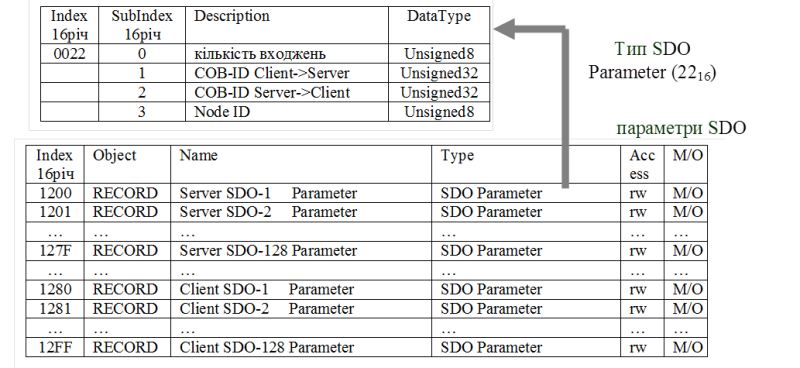 Index SubIndex Description DataType
16річ 16річ
0022 0 кількість входжень Unsigned8
1 COB-ID Client->Server Unsigned32
2 COB-ID Server->Client Unsigned32
3 Node ID Unsigned8
Тип SDO
Parameter (22₁₆)
параметри SDO
Index Object Name Type Acc M/O
16річ ess
1200 RECORD Server SDO-1 Parameter SDO Parameter rw M/O
1201 RECORD Server SDO-2 Parameter SDO Parameter rw M/O
… … … … … …
127F RECORD Server SDO-128 Parameter SDO Parameter rw M/O
… … … … … …
1280 RECORD Client SDO-1 Parameter SDO Parameter rw M/O
1281 RECORD Client SDO-2 Parameter SDO Parameter rw M/O
… … … … … …
12FF RECORD Client SDO-128 Parameter SDO Parameter rw M/O